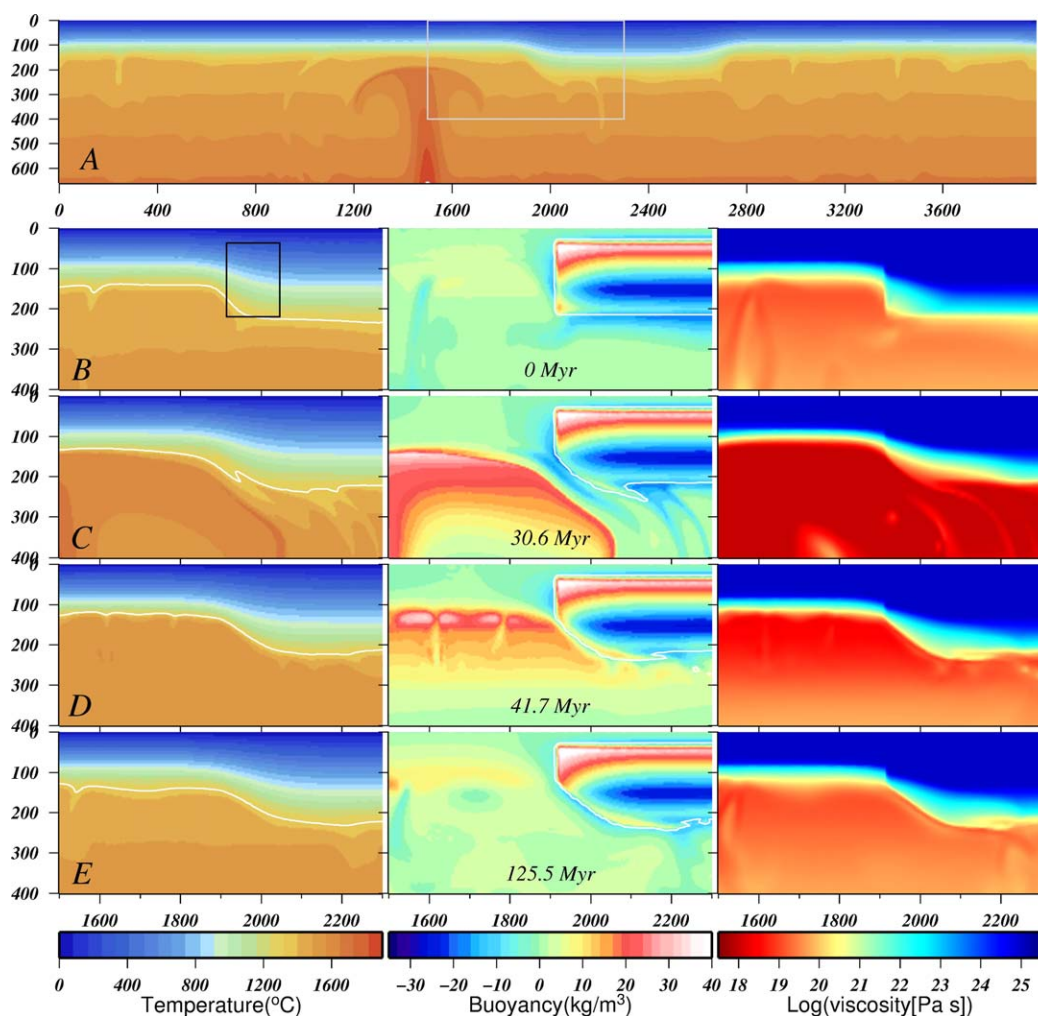 0
100
200
300
400
500
600
A
0 400 800 1200 1600 2000 2400 2800 3200 3600
0
100
200
300
400
B
0 Myr
0
100
200
300
400
C
30.6 Myr
0
100
200
300
400
D
41.7 Myr
0
100
200
300
400
E
125.5 Myr
1600 1800 2000 2200 1600 1800 2000 2200 1600 1800 2000 2200
0 400 800 1200 1600 −30 −20 −10 0 10 20 30 40 18 19 20 21 22 23 24 25
Temperature(°C) Buoyancy(kg/m³) Log(viscosity[Pa s)